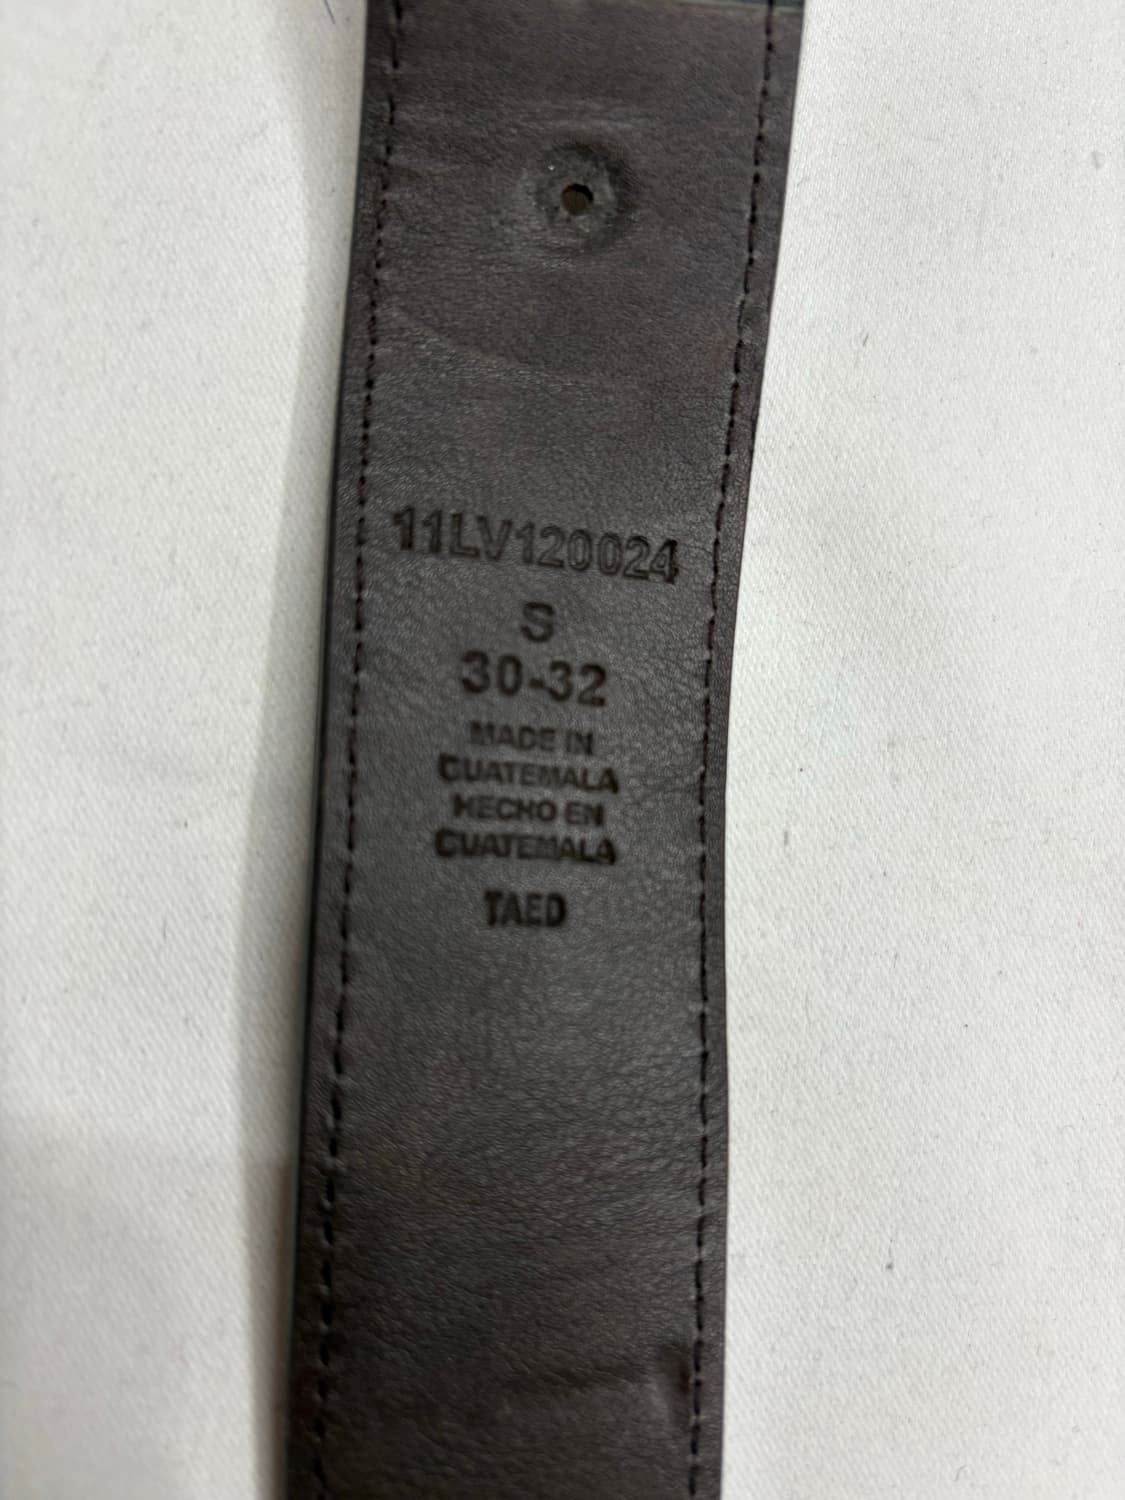 11LV120024
S
30-32
MADE IN
GUATEMALA
HECHO EN
GUATEMALA
TAED